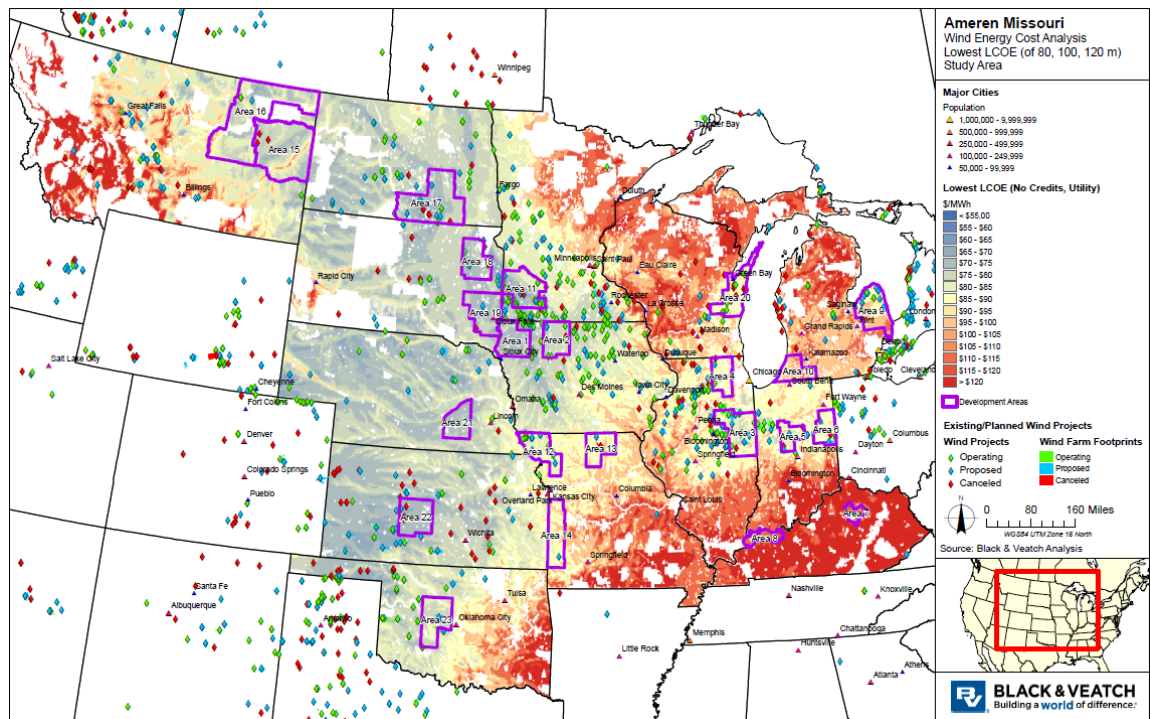 Ameren Missouri
Wind Energy Cost Analysis
Lowest LCOE (of 80, 100, 120 m)
Study Area
Major Cities
Population
1,000,000 - 9,999,999
500,000 - 999,999
250,000 - 499,999
100,000 - 249,999
50,000 - 99,999
Lowest LCOE (No Credits, Utility)
$/MWh
< $55.00
$55 - $60
$60 - $65
$65 - $70
$70 - $75
$75 - $80
$80 - $85
$85 - $90
$90 - $95
$95 - $100
$100 - $105
$105 - $110
$110 - $115
$115 - $120
> $120
Development Areas
Existing/Planned Wind Projects
Wind Projects
Operating
Proposed
Canceled
Wind Farm Footprints
Operating
Proposed
Canceled
N
0 80 160 Miles
WGS84 UTM Zone 16 North
Source: Black & Veatch Analysis
BV
BLACK & VEATCH
Building a world of difference.
Winnipeg
Great Falls
Area 16
Thunder Bay
Area 15
Billings
Fargo
Duluth
Area 17
Minneapolis
Saint Paul
Eau Claire
Green Bay
Area 18
Rapid City
Area 11
Rochester
La Crosse
Area 20
Saginaw
Area 9
Flint
London
Area 19
Sioux Falls
Madison
Grand Rapids
Detroit
Area 1
Area 2
Sioux City
Waterloo
Dubuque
Kalamazoo
Salt Lake City
Area 4
Chicago
Area 10
South Bend
Toledo
Cleveland
Cheyenne
Omaha
Des Moines
Iowa City
Davenport
Fort Wayne
Fort Collins
Area 21
Lincoln
Peoria
Area 3
Area 5
Area 6
Denver
Bloomington
Indianapolis
Dayton
Columbus
Area 12
Area 13
Springfield
Colorado Springs
Bloomington
Cincinnati
Pueblo
Lawrence
Overland Park
Kansas City
Columbia
Saint Louis
Area 22
Area 7
Wichita
Area 14
Area 8
Springfield
Santa Fe
Tulsa
Nashville
Knoxville
Albuquerque
Amarillo
Area 23
Oklahoma City
Memphis
Chattanooga
Little Rock
Huntsville
Atlanta
Athens